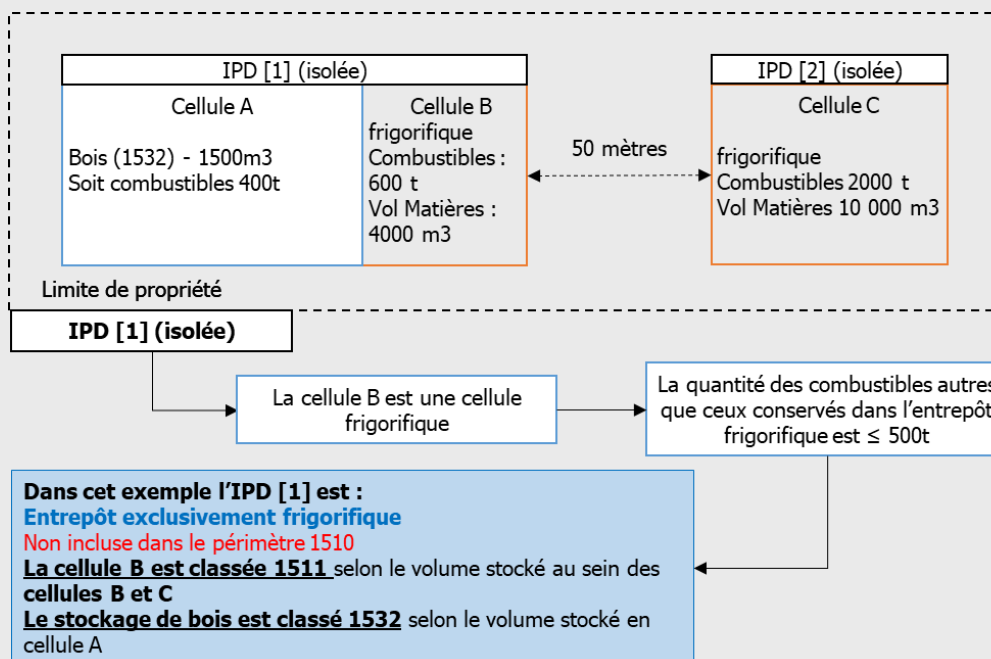 IPD [1] (isolée)
Cellule A
Bois (1532) - 1500m3
Soit combustibles 400t
Cellule B
frigorifique
Combustibles :
600 t
Vol Matières :
4000 m3
50 mètres
IPD [2] (isolée)
Cellule C
frigorifique
Combustibles 2000 t
Vol Matières 10 000 m3
Limite de propriété
IPD [1] (isolée)
La cellule B est une cellule
frigorifique
La quantité des combustibles autres
que ceux conservés dans l'entrepôt
frigorifique est ≤ 500t
Dans cet exemple l'IPD [1] est :
Entrepôt exclusivement frigorifique
Non incluse dans le périmètre 1510
La cellule B est classée 1511 selon le volume stocké au sein des
cellules B et C
Le stockage de bois est classé 1532 selon le volume stocké en
cellule A